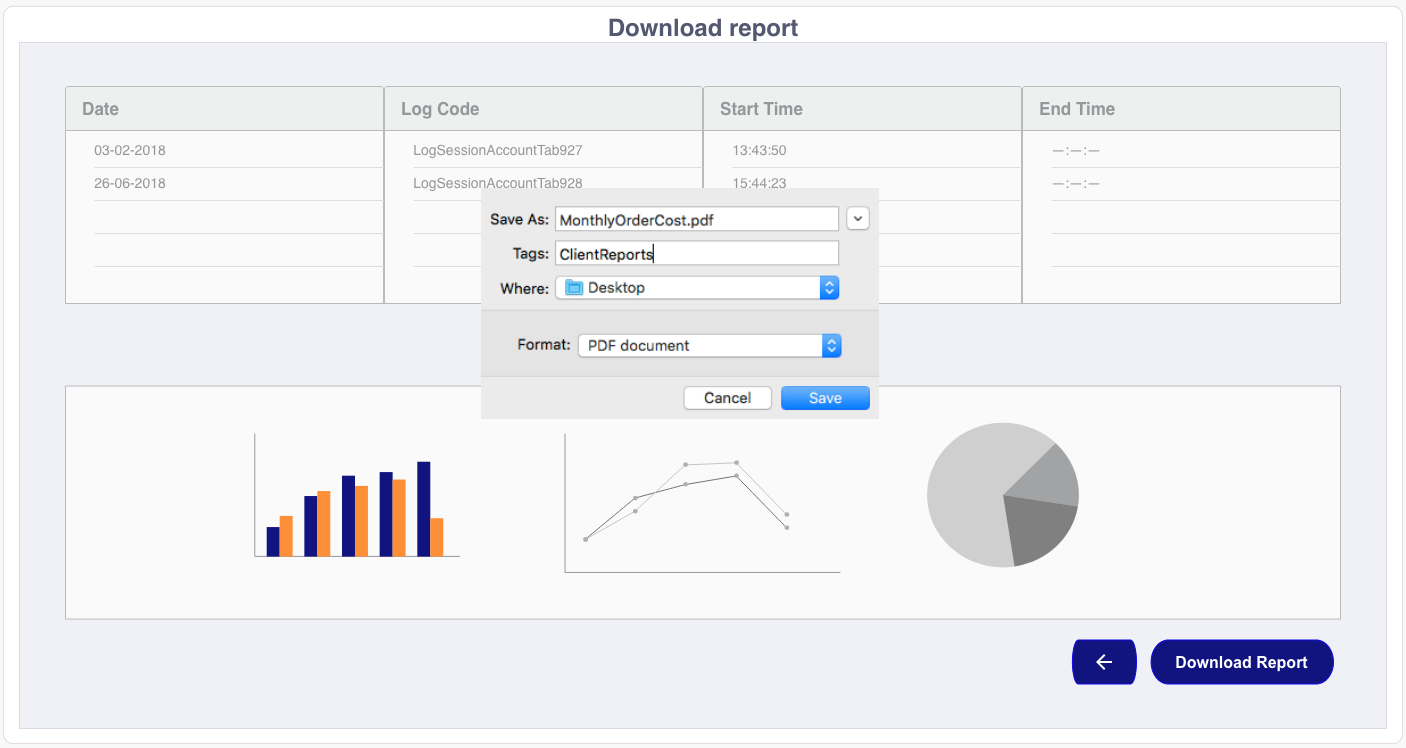 Download report
Date Log Code Start Time End Time
03-02-2018 LogSessionAccountTab927 13:43:50 —:—:—
26-06-2018 LogSessionAccountTab928 15:44:23 —:—:—
Save As: MonthlyOrderCost.pdf
Tags: ClientReports
Where: Desktop
Format: PDF document
Cancel Save
Download Report